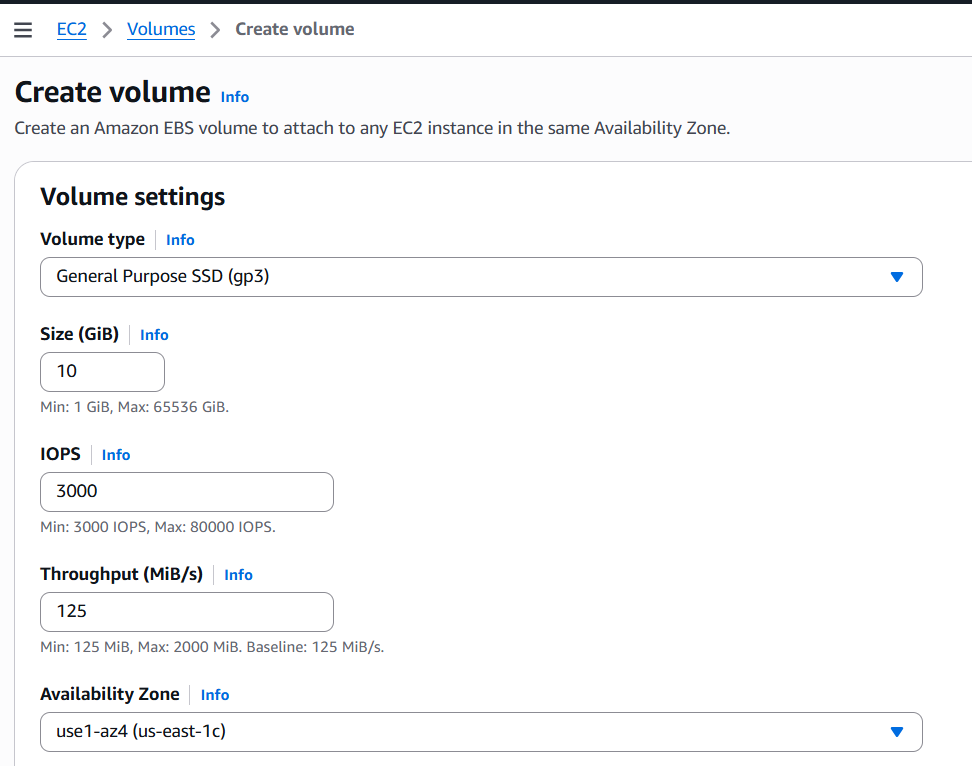 EC2 > Volumes > Create volume
Create volume Info
Create an Amazon EBS volume to attach to any EC2 instance in the same Availability Zone.
Volume settings
Volume type Info
General Purpose SSD (gp3)
Size (GiB) Info
10
Min: 1 GiB, Max: 65536 GiB.
IOPS Info
3000
Min: 3000 IOPS, Max: 80000 IOPS.
Throughput (MiB/s) Info
125
Min: 125 MiB, Max: 2000 MiB. Baseline: 125 MiB/s.
Availability Zone Info
use1-az4 (us-east-1c)